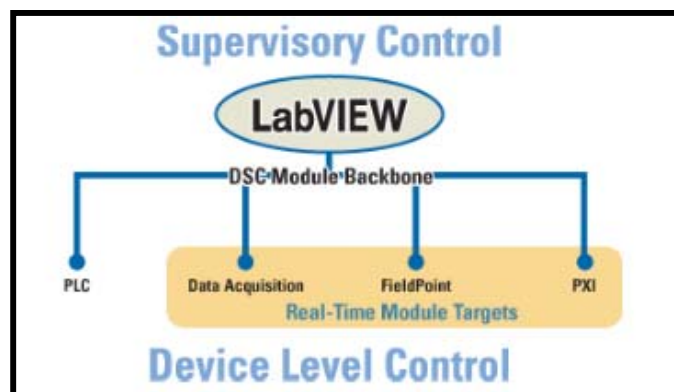 Supervisory Control
LabVIEW
DSC Module Backbone
PLC
Data Acquisition
FieldPoint
PXI
Real-Time Module Targets
Device Level Control